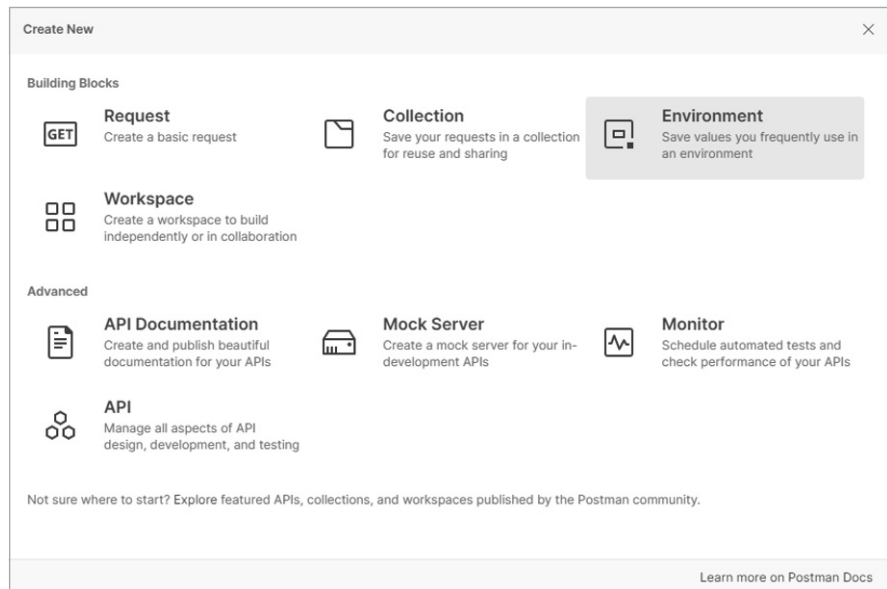 Create New
Building Blocks
GET
Request
Create a basic request
Collection
Save your requests in a collection
for reuse and sharing
Environment
Save values you frequently use in
an environment
Workspace
Create a workspace to build
independently or in collaboration
Advanced
API Documentation
Create and publish beautiful
documentation for your APIs
Mock Server
Create a mock server for your in-
development APIs
Monitor
Schedule automated tests and
check performance of your APIs
API
Manage all aspects of API
design, development, and testing
Not sure where to start? Explore featured APIs, collections, and workspaces published by the Postman community.
Learn more on Postman Docs